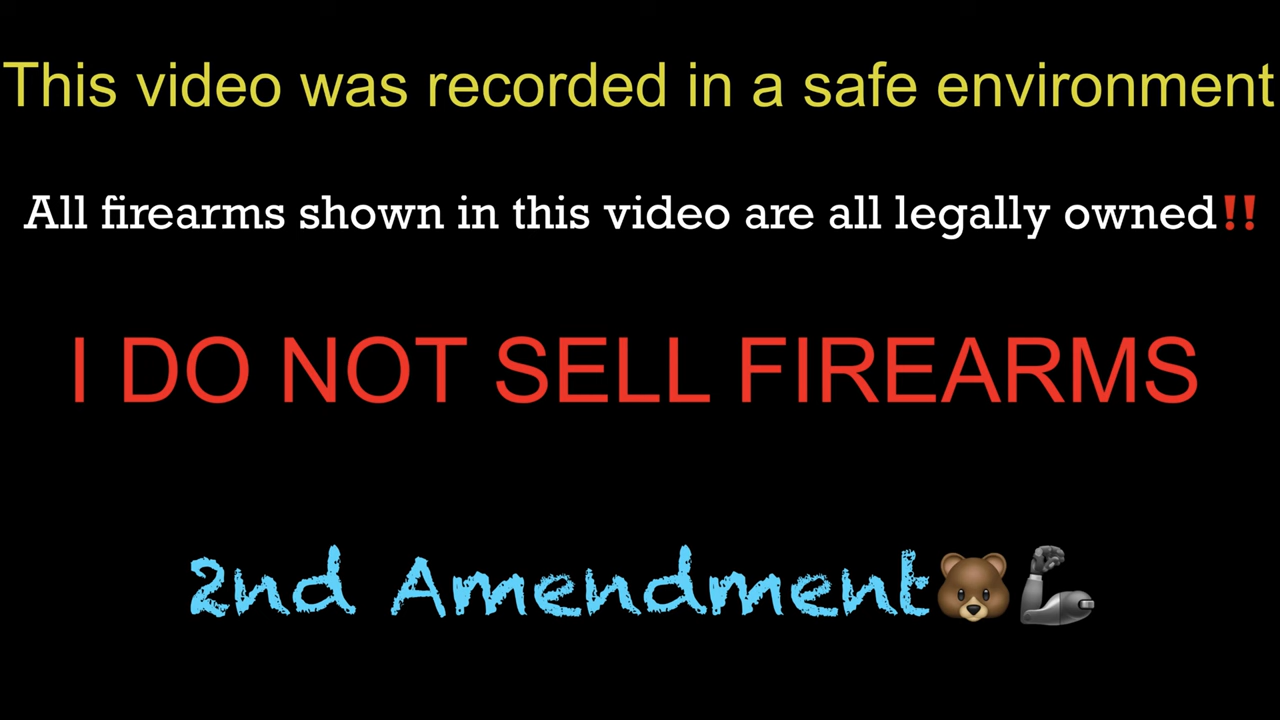 This video was recorded in a safe environment
All firearms shown in this video are all legally owned‼️
I DO NOT SELL FIREARMS
2nd Amendment🐻🦾